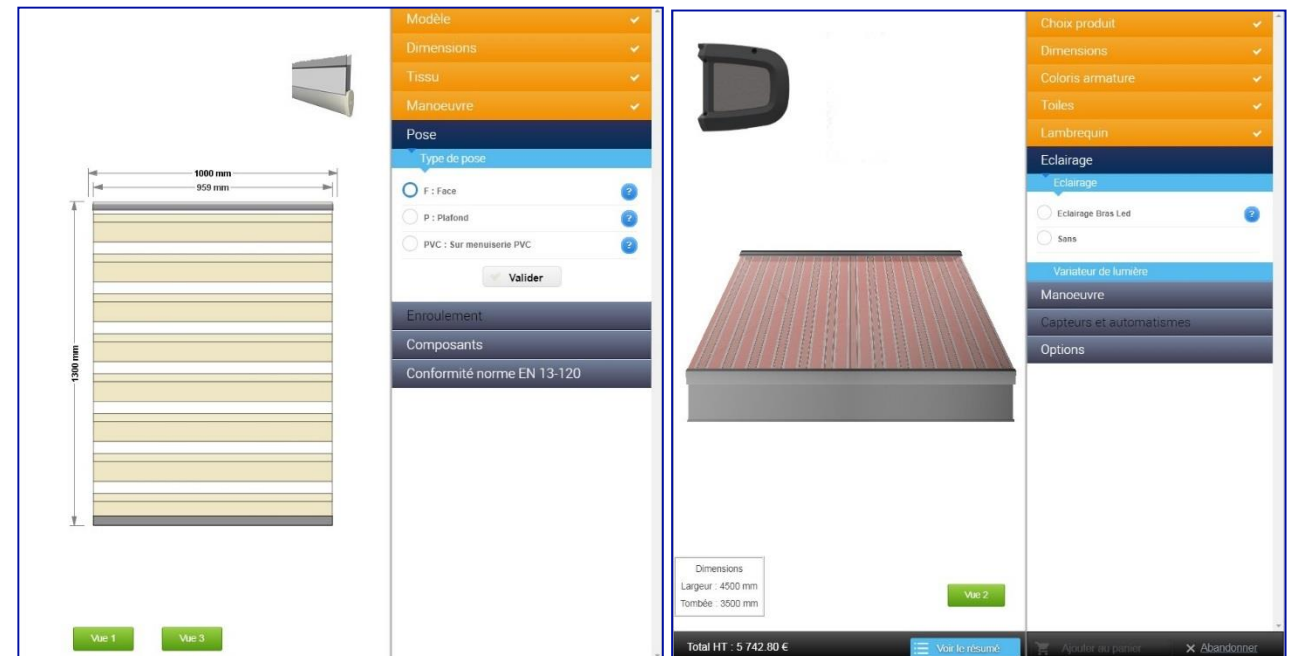 Modèle
Dimensions
Tissu
Manoeuvre
Pose
Type de pose
F : Face
P : Plafond
PVC : Sur menuiserie PVC
Valider
Enroulement
Composants
Conformité norme EN 13-120
1000 mm
959 mm
1300 mm
Vue 1
Vue 3
Choix produit
Dimensions
Coloris armature
Toiles
Lambrequin
Eclairage
Eclairage
Eclairage Bras Led
Sans
Variateur de lumière
Manoeuvre
Capteurs et automatismes
Options
Dimensions
Largeur : 4500 mm
Tombée : 3500 mm
Vue 2
Total HT : 5 742.80 €
Voir le résumé
Ajouter au panier
Abandonner